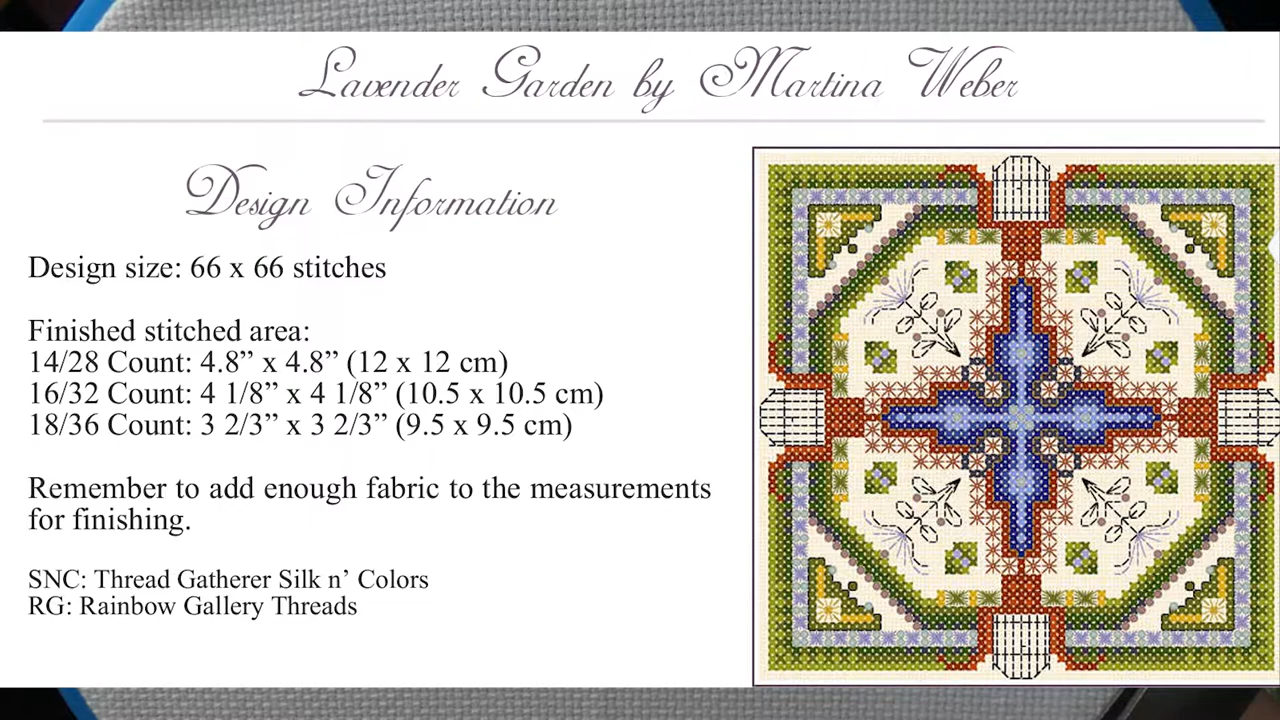 Lavender Garden by Martina Weber
Design Information
Design size: 66 x 66 stitches
Finished stitched area:
14/28 Count: 4.8” x 4.8” (12 x 12 cm)
16/32 Count: 4 1/8” x 4 1/8” (10.5 x 10.5 cm)
18/36 Count: 3 2/3” x 3 2/3” (9.5 x 9.5 cm)
Remember to add enough fabric to the measurements
for finishing.
SNC: Thread Gatherer Silk n’ Colors
RG: Rainbow Gallery Threads